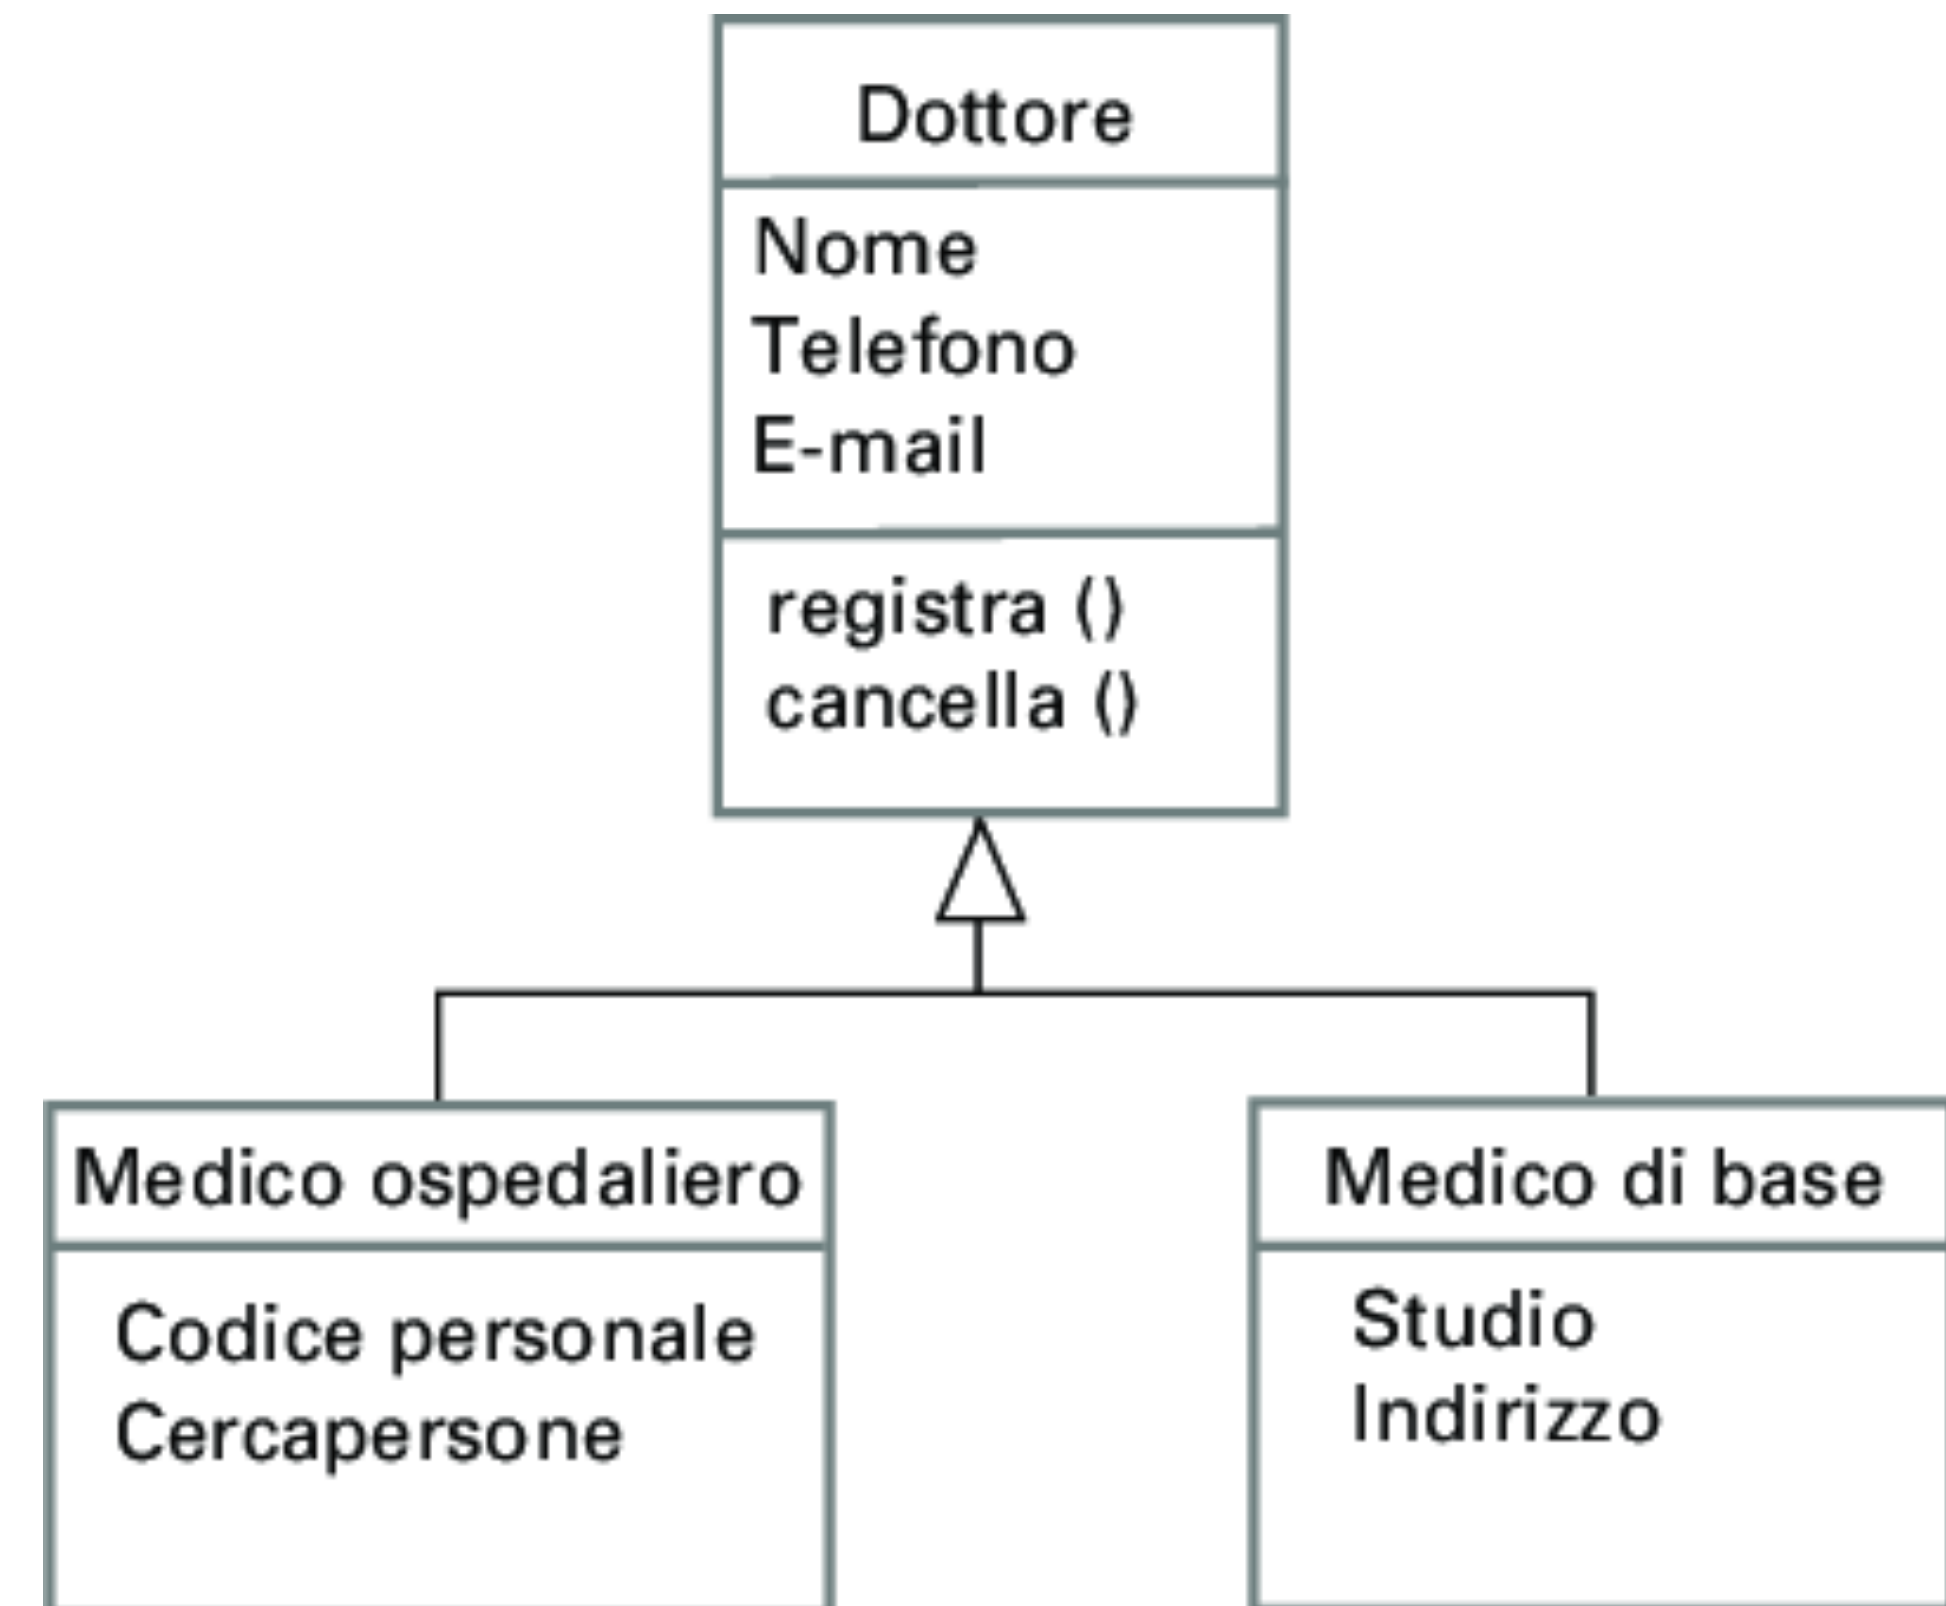 Dottore
Nome
Telefono
E-mail
registra ()
cancella ()
Medico ospedaliero
Codice personale
Cercapersone
Medico di base
Studio
Indirizzo